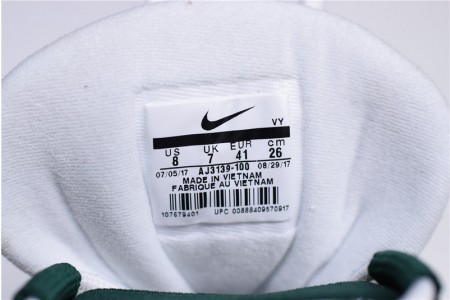 VY
US UK EUR cm
8 7 41 26
07/05/17 AJ3139-100 08/29/17
MADE IN VIETNAM
FABRIQUE AU VIETNAM
107679401 UPC 00888409570917